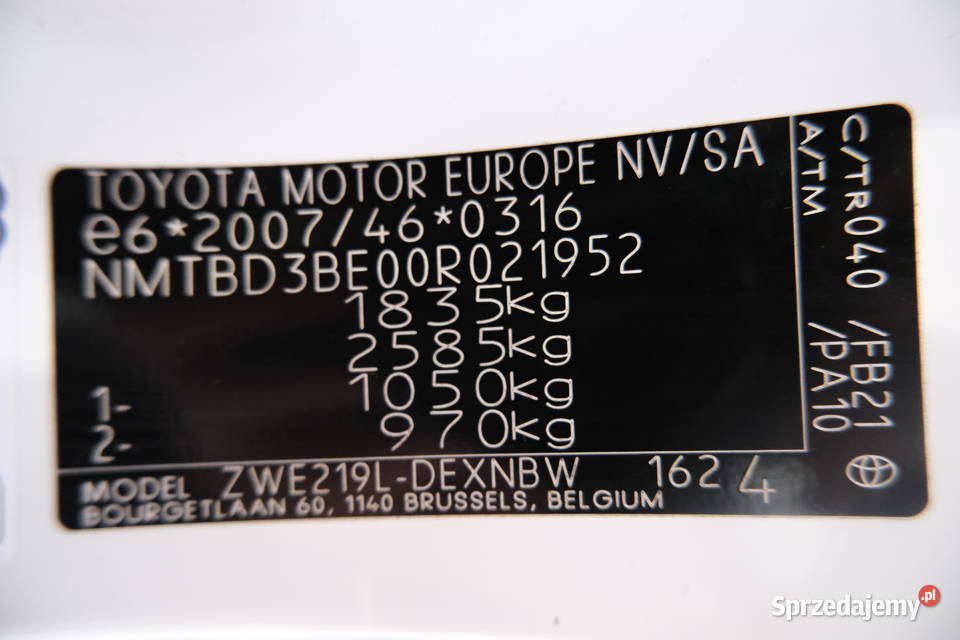 TOYOTA MOTOR EUROPE NV/SA
e6*2007/46*0316
NMTBD3BE00R021952
1835kg
2585kg
1- 1050kg
2- 970kg
C/TR040 /FB21
A/TM /PA10
MODEL ZWE219L-DEXNBW 162 4
BOURGETLAAN 60, 1140 BRUSSELS, BELGIUM
Sprzedajemy.pl